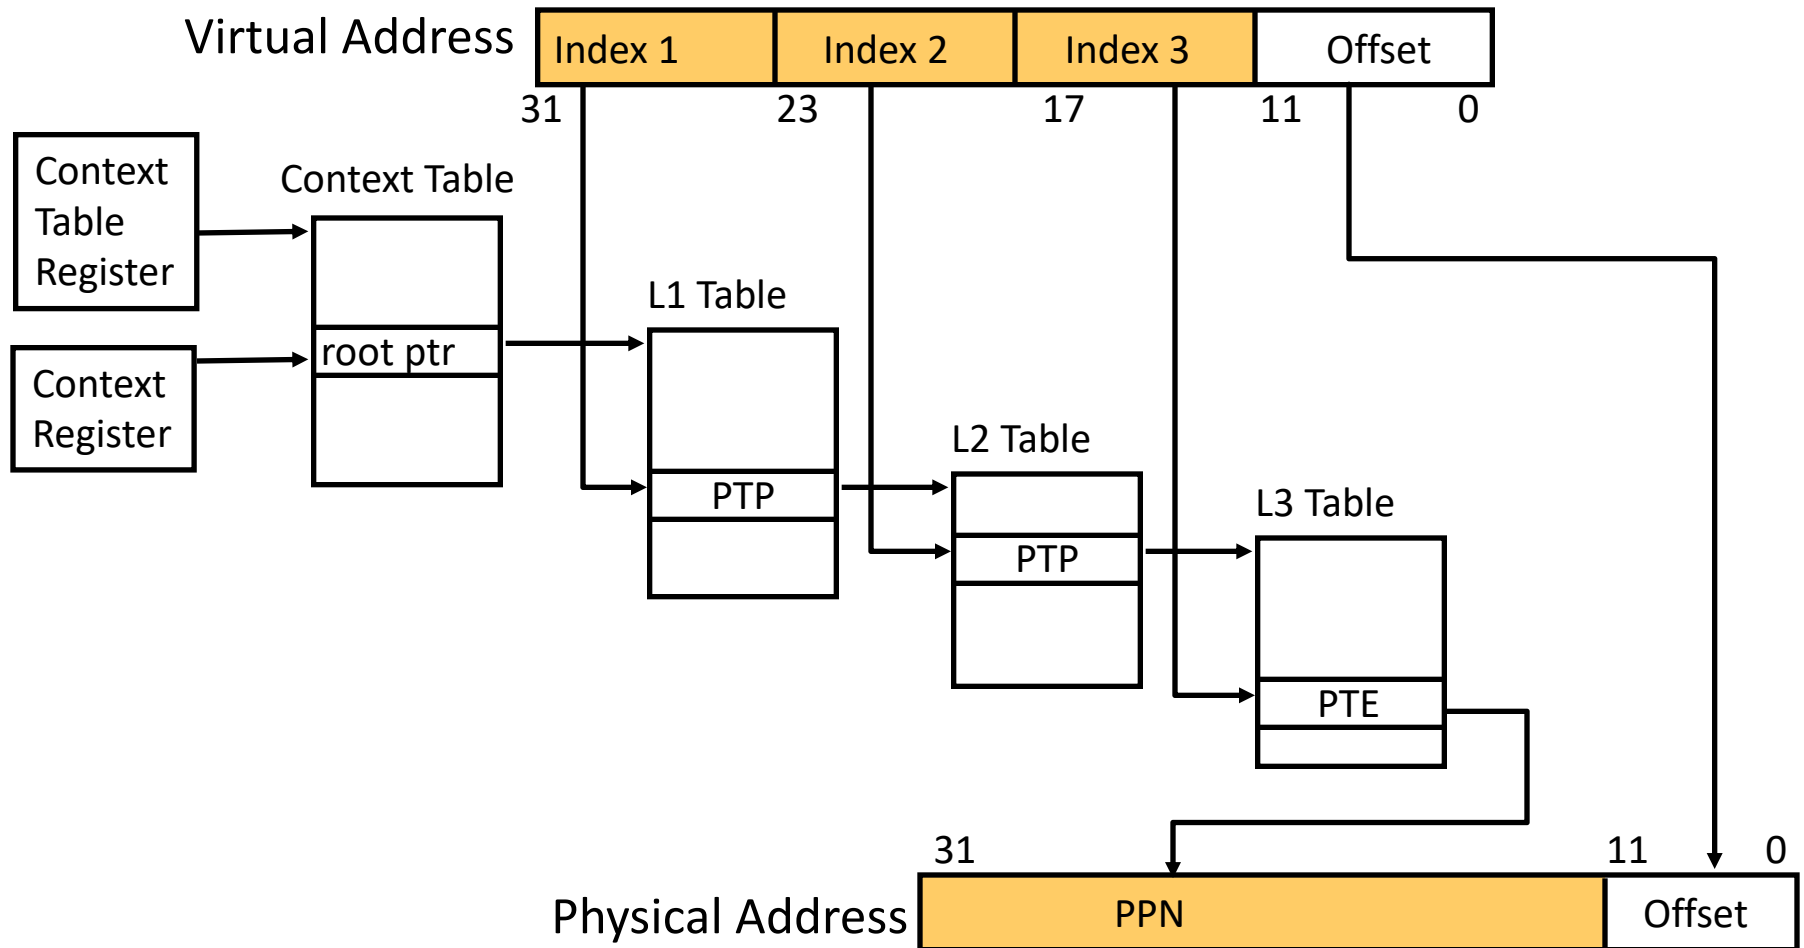 Virtual Address
Index 1
Index 2
Index 3
Offset
31
23
17
11
0
Context
Table
Register
Context Table
root ptr
Context
Register
L1 Table
PTP
L2 Table
PTP
L3 Table
PTE
31
11
0
Physical Address
PPN
Offset